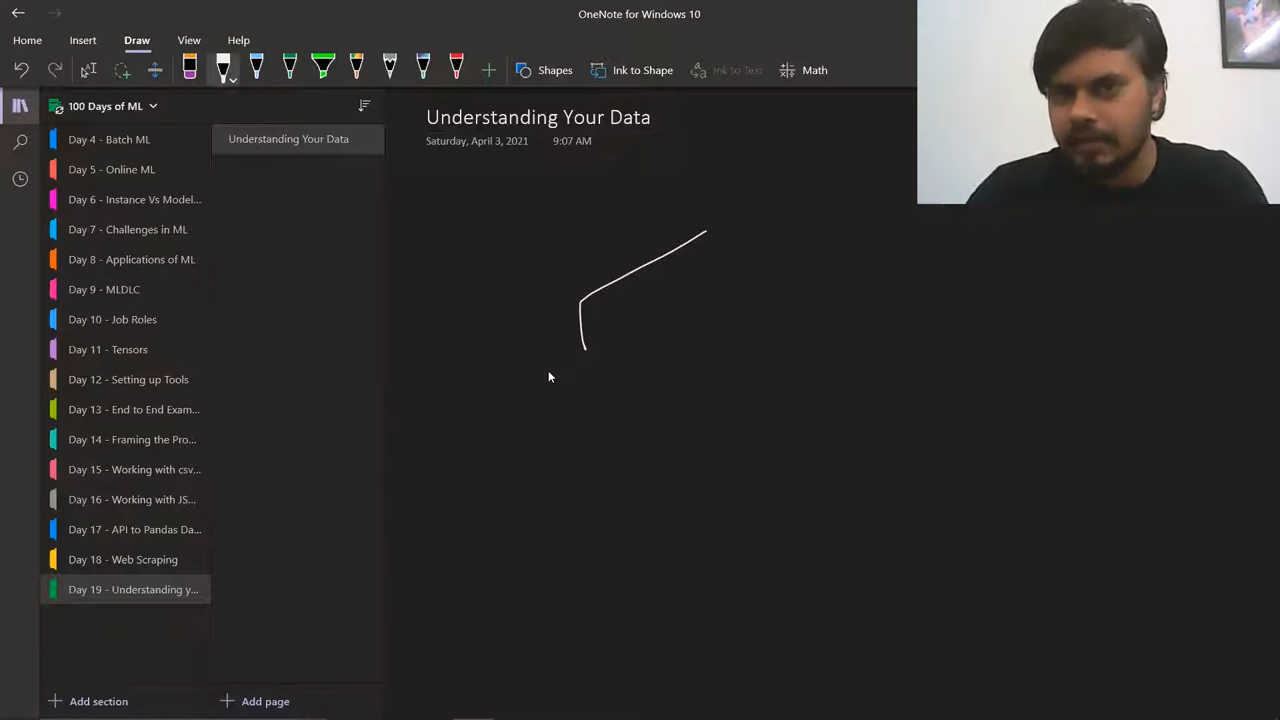 OneNote for Windows 10
Home Insert Draw View Help
Shapes Ink to Shape Ink to Text Math
100 Days of ML
Day 4 - Batch ML
Day 5 - Online ML
Day 6 - Instance Vs Model...
Day 7 - Challenges in ML
Day 8 - Applications of ML
Day 9 - MLDLC
Day 10 - Job Roles
Day 11 - Tensors
Day 12 - Setting up Tools
Day 13 - End to End Exam...
Day 14 - Framing the Pro...
Day 15 - Working with csv...
Day 16 - Working with JS...
Day 17 - API to Pandas Da...
Day 18 - Web Scraping
Day 19 - Understanding y...
Add section
Understanding Your Data
Add page
Understanding Your Data
Saturday, April 3, 2021 9:07 AM